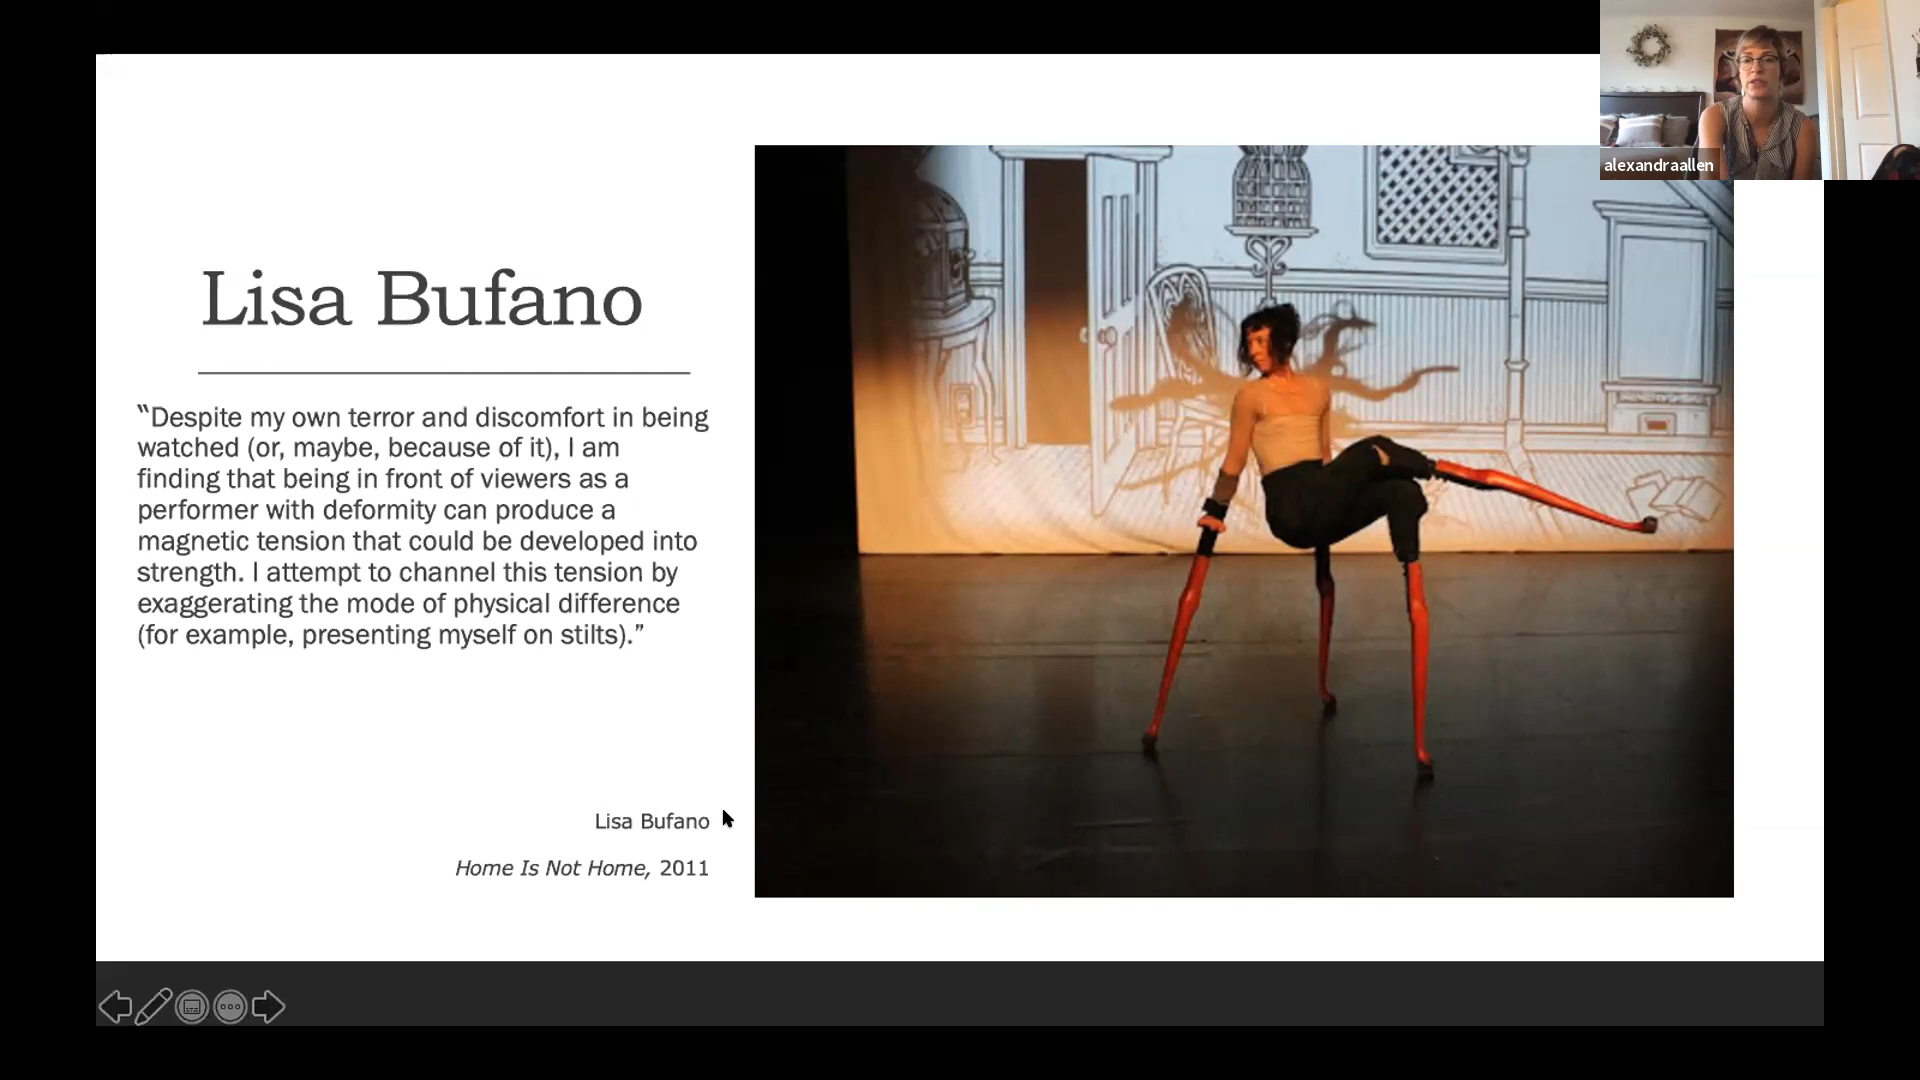 alexandraallen
Lisa Bufano
“Despite my own terror and discomfort in being
watched (or, maybe, because of it), I am
finding that being in front of viewers as a
performer with deformity can produce a
magnetic tension that could be developed into
strength. I attempt to channel this tension by
exaggerating the mode of physical difference
(for example, presenting myself on stilts).”
Lisa Bufano
Home Is Not Home, 2011